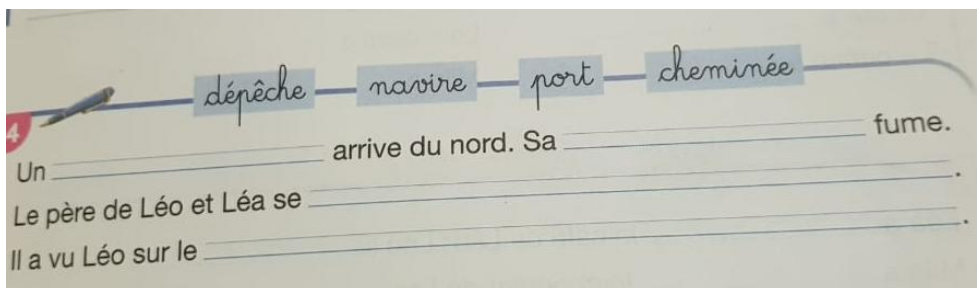 dépêche navire port cheminée
4
Un arrive du nord. Sa fume.
Le père de Léo et Léa se .
Il a vu Léo sur le .